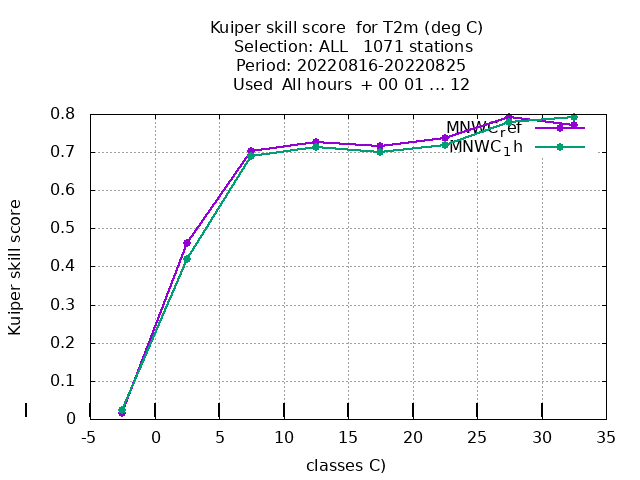 Kuiper skill score for T2m (deg C)
Selection: ALL 1071 stations
Period: 20220816-20220825
Used All hours + 00 01 ... 12
0.8
0.7
0.6
0.5
0.4
0.3
0.2
0.1
0
Kuiper skill score
MNWC_ref
MNWC_1h
-5
0
5
10
15
20
25
30
35
classes C)